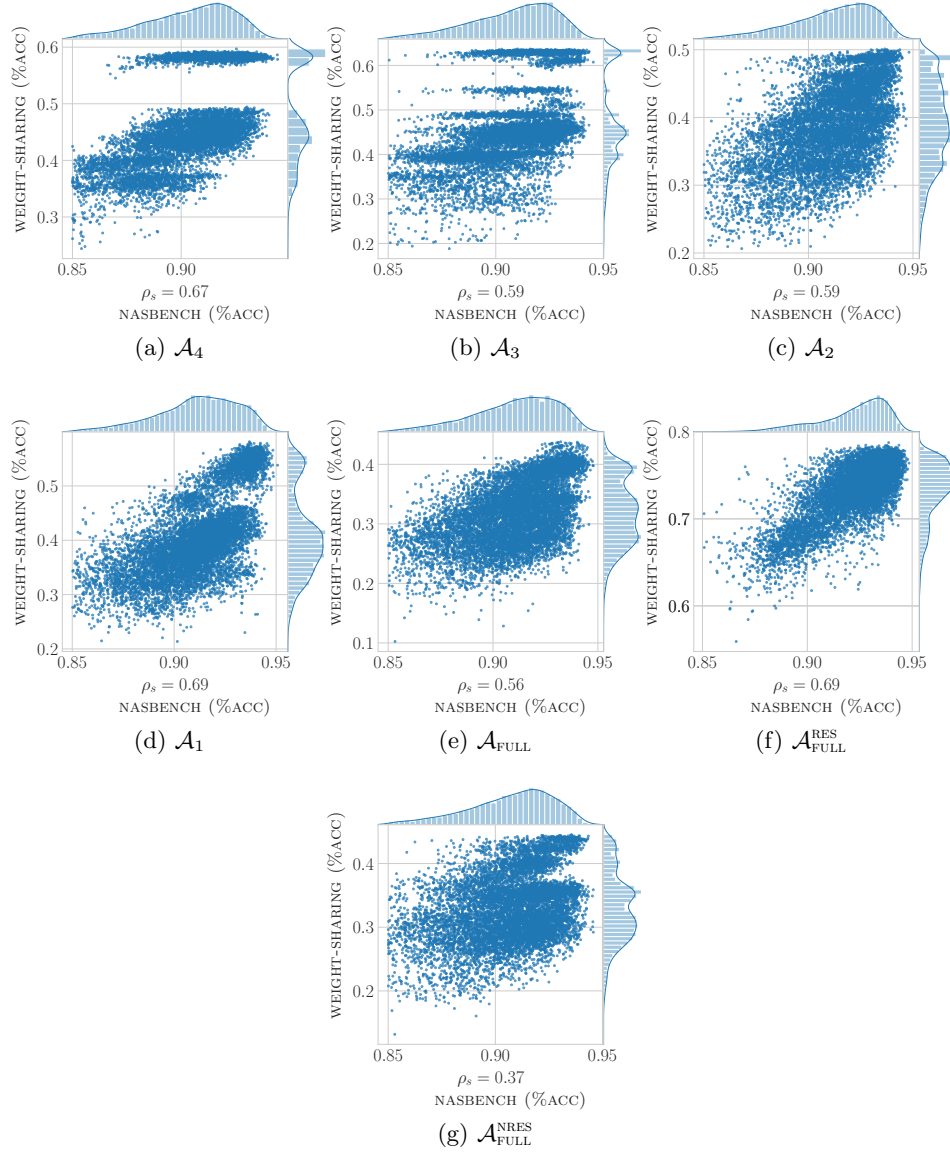 WEIGHT-SHARING (%ACC)
0.6
0.5
0.4
0.3
0.85
0.90
ρs = 0.67
NASBENCH (%ACC)
(a) A4
WEIGHT-SHARING (%ACC)
0.6
0.5
0.4
0.3
0.2
0.85
0.90
0.95
ρs = 0.59
NASBENCH (%ACC)
(b) A3
WEIGHT-SHARING (%ACC)
0.5
0.4
0.3
0.2
0.85
0.90
0.95
ρs = 0.59
NASBENCH (%ACC)
(c) A2
WEIGHT-SHARING (%ACC)
0.5
0.4
0.3
0.2
0.85
0.90
0.95
ρs = 0.69
NASBENCH (%ACC)
(d) A1
WEIGHT-SHARING (%ACC)
0.4
0.3
0.2
0.1
0.85
0.90
0.95
ρs = 0.56
NASBENCH (%ACC)
(e) AFULL
WEIGHT-SHARING (%ACC)
0.8
0.7
0.6
0.85
0.90
0.95
ρs = 0.69
NASBENCH (%ACC)
(f) A RES FULL
WEIGHT-SHARING (%ACC)
0.4
0.3
0.2
0.85
0.90
0.95
ρs = 0.37
NASBENCH (%ACC)
(g) A NRES FULL